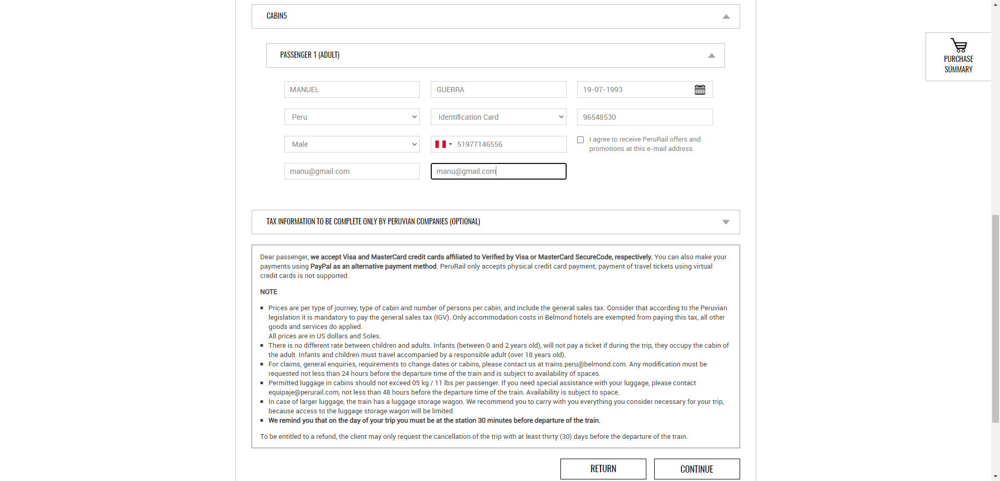 CABIN5
PURCHASE
SUMMARY
PASSENGER 1 (ADULT)
MANUEL
GUERRA
19-07-1993
Peru
Identification Card
96548530
Male
51977146556
I agree to receive PeruRail offers and
promotions at this e-mail address.
manu@gmail.com
manu@gmail.com
TAX INFORMATION TO BE COMPLETE ONLY BY PERUVIAN COMPANIES (OPTIONAL)
Dear passenger, we accept Visa and MasterCard credit cards affiliated to Verified by Visa or MasterCard SecureCode, respectively. You can also make your
payments using PayPal as an alternative payment method. PeruRail only accepts physical credit card payment; payment of travel tickets using virtual
credit cards is not supported.
NOTE
Prices are per type of journey, type of cabin and number of persons per cabin, and include the general sales tax. Consider that according to the Peruvian
legislation it is mandatory to pay the general sales tax (IGV). Only accommodation costs in Belmond hotels are exempted from paying this tax, all other
goods and services do applied.
All prices are in US dollars and Soles.
There is no different rate between children and adults. Infants (between 0 and 2 years old), will not pay a ticket if during the trip, they occupy the cabin of
the adult. Infants and children must travel accompanied by a responsible adult (over 18 years old).
For claims, general enquiries, requirements to change dates or cabins, please contact us at trains.peru@belmond.com. Any modification must be
requested not less than 24 hours before the departure time of the train and is subject to availability of spaces.
Permitted luggage in cabins should not exceed 05 kg / 11 lbs per passenger. If you need special assistance with your luggage, please contact
equipaje@perurail.com, not less than 48 hours before the departure time of the train. Availability is subject to space.
In case of larger luggage, the train has a luggage storage wagon. We recommend you to carry with you everything you consider necessary for your trip,
because access to the luggage storage wagon will be limited.
We remind you that on the day of your trip you must be at the station 30 minutes before departure of the train.
To be entitled to a refund, the client may only request the cancellation of the trip with at least thirty (30) days before the departure of the train.
RETURN
CONTINUE